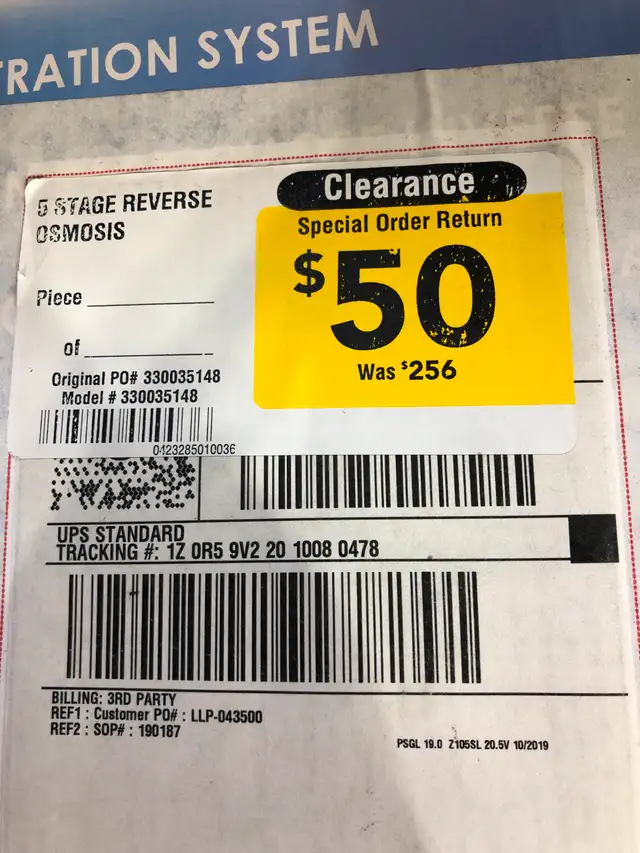 TRATION SYSTEM
5 STAGE REVERSE
OSMOSIS
Piece
of
Original PO# 330035148
Model # 330035148
0423285010036
Clearance
Special Order Return
$50
Was $256
UPS STANDARD
TRACKING #: 1Z 0R5 9V2 20 1008 0478
BILLING: 3RD PARTY
REF1 : Customer PO# : LLP-043500
REF2 : SOP# : 190187
PSGL 19.0 Z105SL 20.5V 10/2019